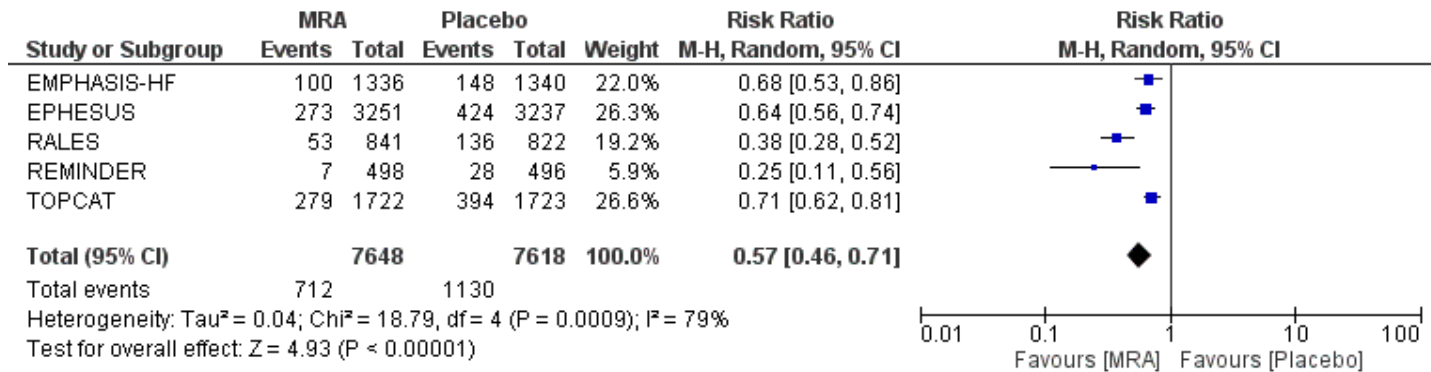 MRA Placebo Risk Ratio Risk Ratio
Study or Subgroup Events Total Events Total Weight M-H, Random, 95% CI M-H, Random, 95% CI
EMPHASIS-HF 100 1336 148 1340 22.0% 0.68 [0.53, 0.86]
EPHESUS 273 3251 424 3237 26.3% 0.64 [0.56, 0.74]
RALES 53 841 136 822 19.2% 0.38 [0.28, 0.52]
REMINDER 7 498 28 496 5.9% 0.25 [0.11, 0.56]
TOPCAT 279 1722 394 1723 26.6% 0.71 [0.62, 0.81]
Total (95% CI) 7648 7618 100.0% 0.57 [0.46, 0.71]
Total events 712 1130
Heterogeneity: Tau² = 0.04; Chi² = 18.79, df = 4 (P = 0.0009); I² = 79%
Test for overall effect: Z = 4.93 (P < 0.00001)
0.01 0.1 1 10 100
Favours [MRA] Favours [Placebo]